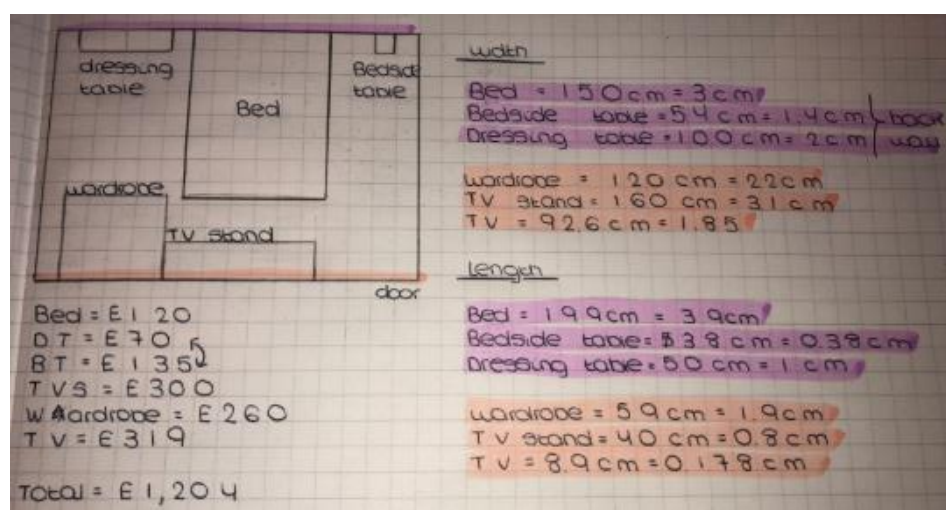 dressing
table
Bed
Bedside
table
wardrobe
TV stand
door
Bed = £120
DT = £70
BT = £135
TVS = £300
Wardrobe = £260
TV = £319
Total = £1,204
width
Bed = 150cm = 3cm
Bedside table = 54cm = 1.4cm
Dressing table = 100cm = 2cm
back
way
wardrobe = 120cm = 22cm
TV stand = 160cm = 31cm
TV = 92.6cm = 1.85
length
Bed = 199cm = 39cm
Bedside table = 38cm = 0.38cm
Dressing table = 50cm = 1cm
wardrobe = 59cm = 1.9cm
TV stand = 40cm = 0.8cm
TV = 8.9cm = 0.178cm